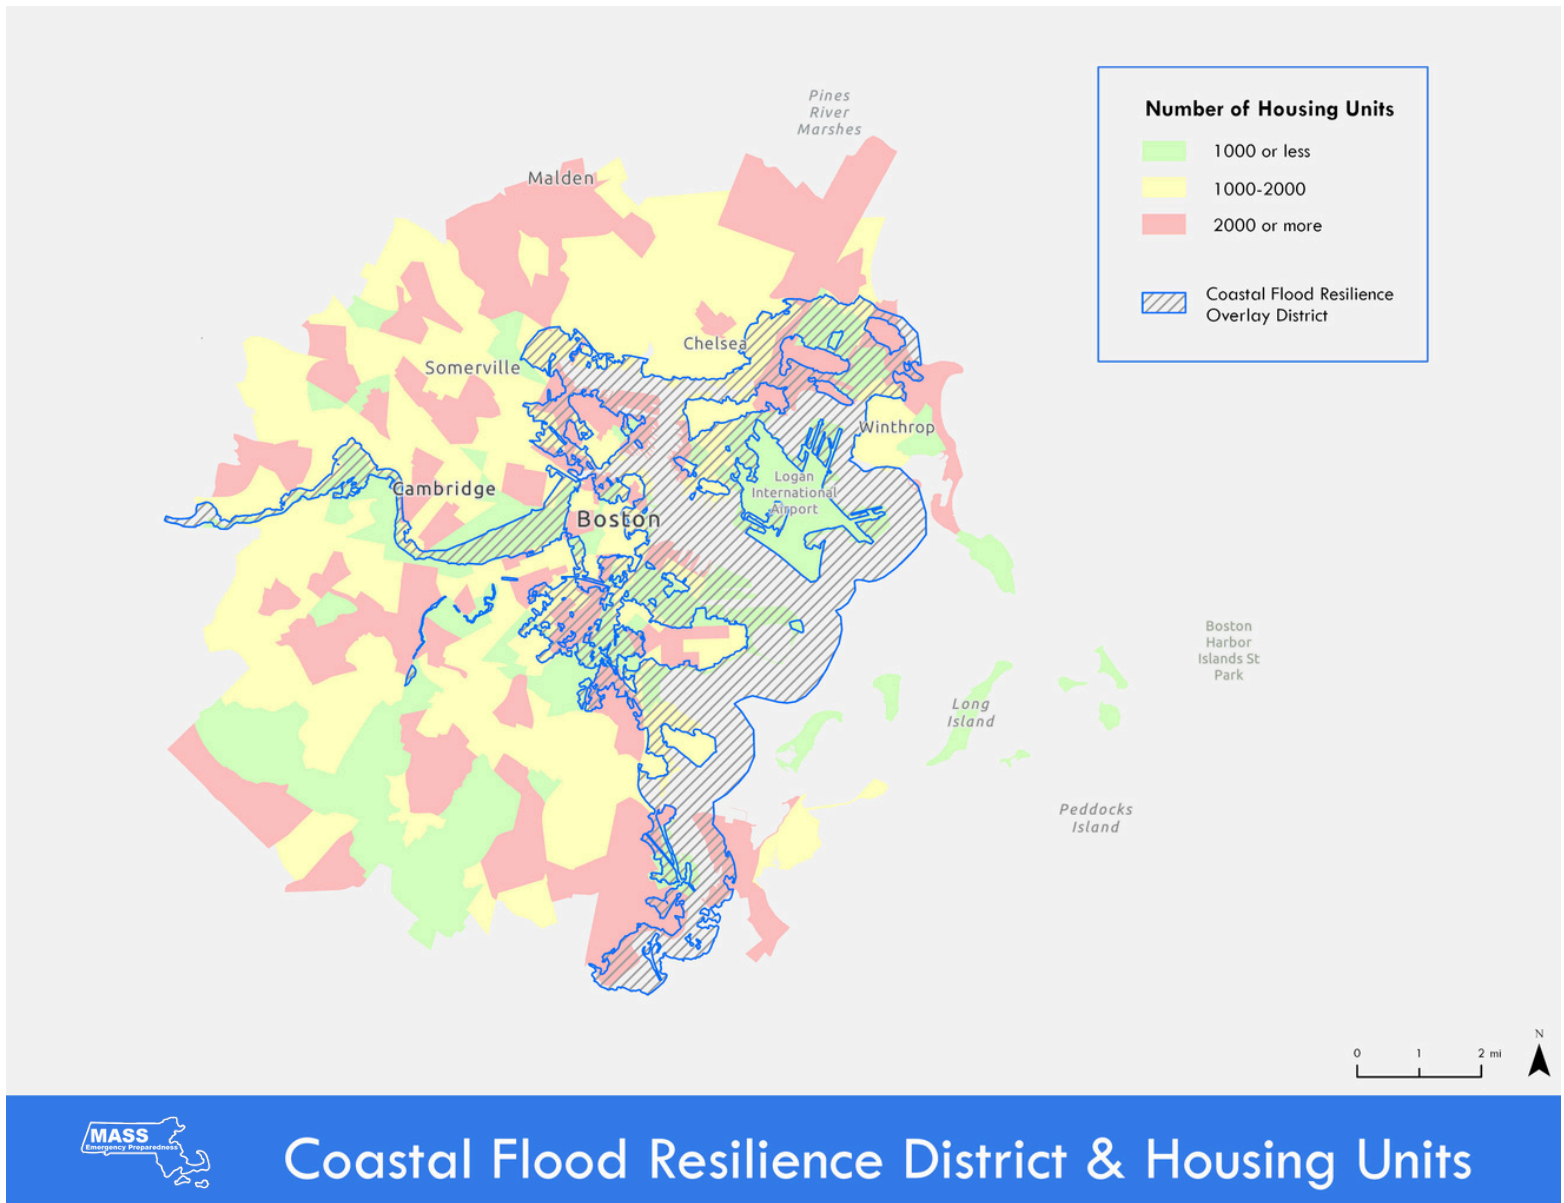 Pines
River
Marshes
Number of Housing Units
1000 or less
1000-2000
2000 or more
Coastal Flood Resilience
Overlay District
Malden
Chelsea
Somerville
Winthrop
Cambridge
Logan
International
Airport
Boston
Boston
Harbor
Islands St
Park
Long
Island
Peddocks
Island
N
0 1 2 mi
MASS
Emergency Preparedness
Coastal Flood Resilience District & Housing Units